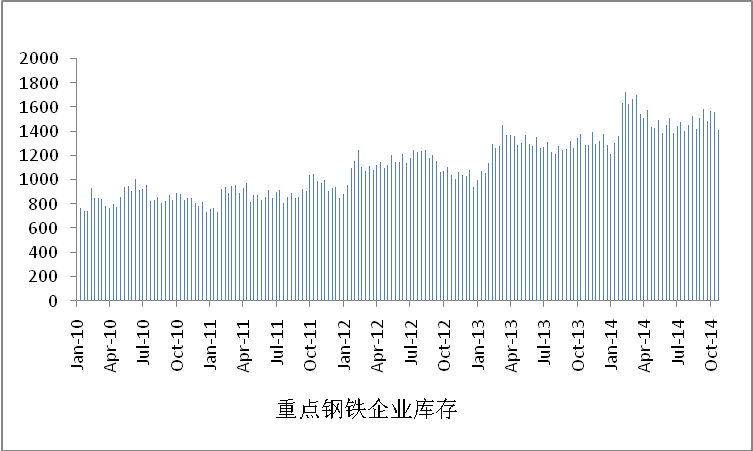 2000
1800
1600
1400
1200
1000
800
600
400
200
0
Jan-10
Apr-10
Jul-10
Oct-10
Jan-11
Apr-11
Jul-11
Oct-11
Jan-12
Apr-12
Jul-12
Oct-12
Jan-13
Apr-13
Jul-13
Oct-13
Jan-14
Apr-14
Jul-14
Oct-14
重点钢铁企业库存